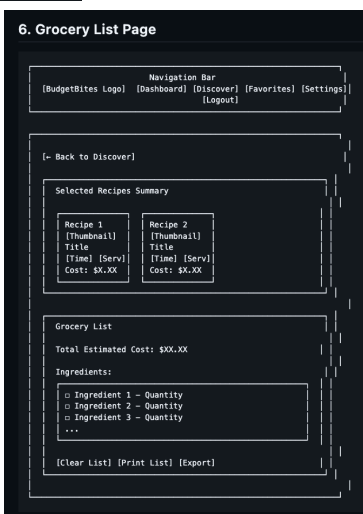 6. Grocery List Page
Navigation Bar
[BudgetBites Logo] [Dashboard] [Discover] [Favorites] [Settings]
[Logout]
[← Back to Discover]
Selected Recipes Summary
Recipe 1 Recipe 2
[Thumbnail] [Thumbnail]
Title Title
[Time] [Serv] [Time] [Serv]
Cost: $X.XX Cost: $X.XX
Grocery List
Total Estimated Cost: $XX.XX
Ingredients:
□ Ingredient 1 – Quantity
□ Ingredient 2 – Quantity
□ Ingredient 3 – Quantity
...
[Clear List] [Print List] [Export]